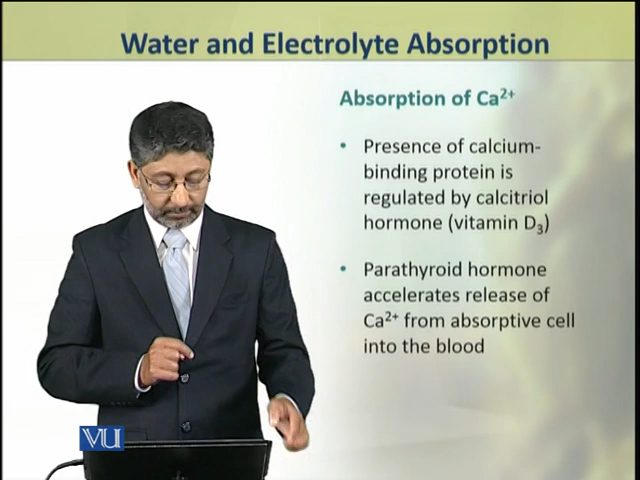 Water and Electrolyte Absorption
Absorption of Ca²⁺
• Presence of calcium-
binding protein is
regulated by calcitriol
hormone (vitamin D₃)
• Parathyroid hormone
accelerates release of
Ca²⁺ from absorptive cell
into the blood
VU